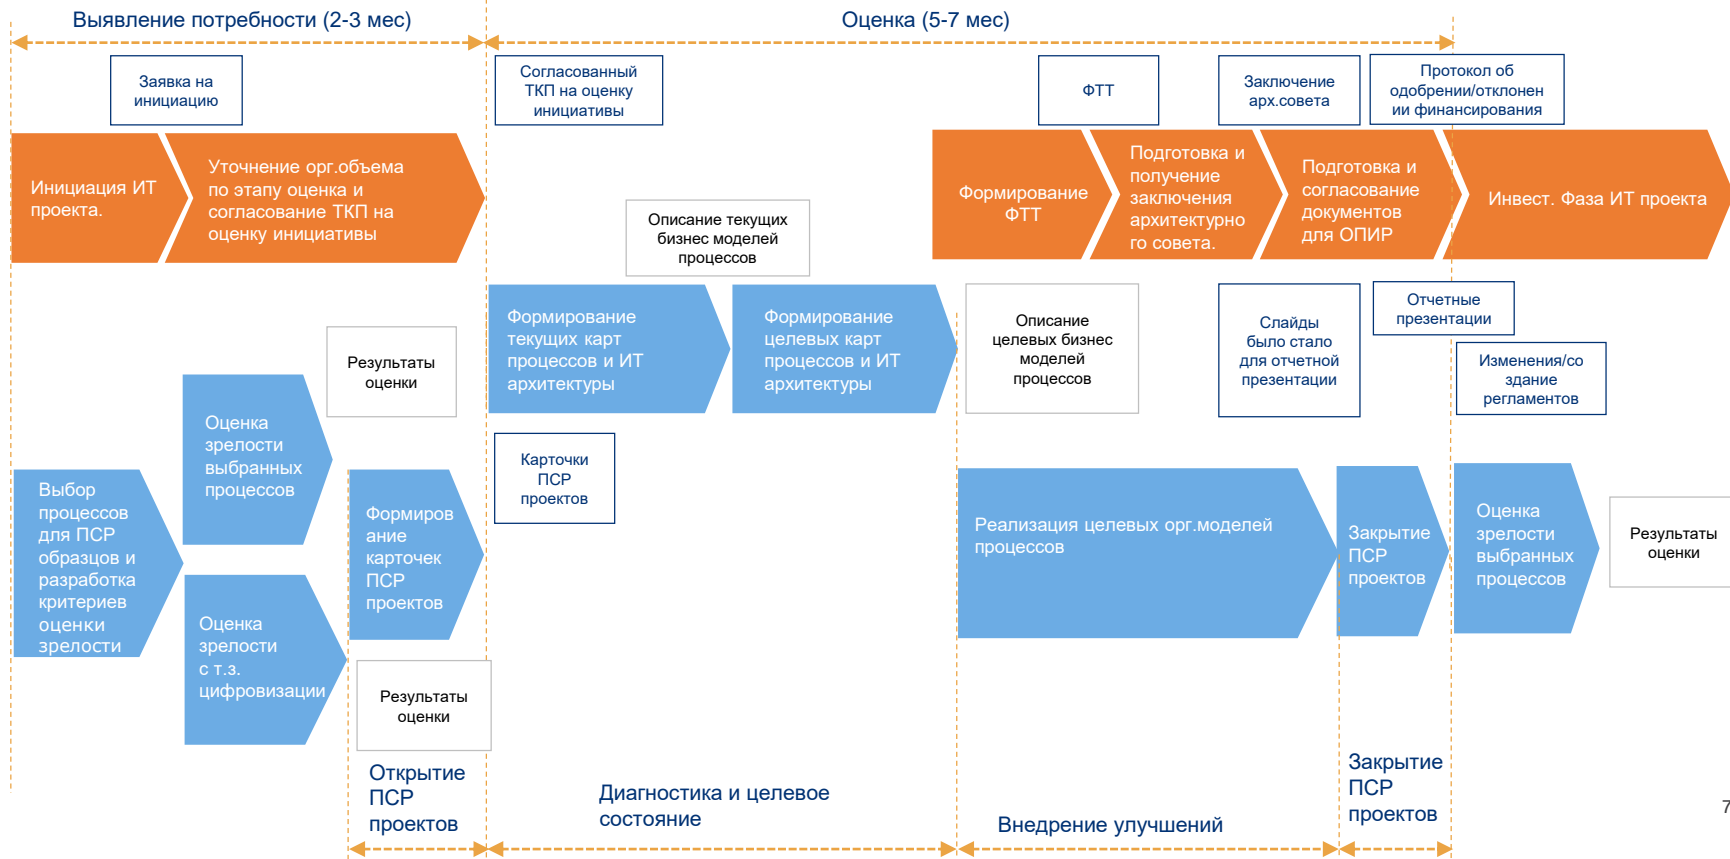 Выявление потребности (2-3 мес)
Оценка (5-7 мес)
Заявка на
инициацию
Согласованный
ТКП на оценку
инициативы
ФТТ
Заключение
арх.совета
Протокол об
одобрении/отклонен
ии финансирования
Инициация ИТ
проекта.
Уточнение орг.объема
по этапу оценка и
согласование ТКП на
оценку инициативы
Формирование
ФТТ
Подготовка и
получение
заключения
архитектурно
го совета.
Подготовка и
согласование
документов
для ОПИР
Инвест. Фаза ИТ проекта
Описание текущих
бизнес моделей
процессов
Формирование
текущих карт
процессов и ИТ
архитектуры
Формирование
целевых карт
процессов и ИТ
архитектуры
Описание
целевых бизнес
моделей
процессов
Слайды
было стало
для отчетной
презентации
Отчетные
презентации
Изменения/со
здание
регламентов
Результаты
оценки
Оценка
зрелости
выбранных
процессов
Выбор
процессов
для ПСР
образцов и
разработка
критериев
оценки
зрелости
Оценка
зрелости
с т.з.
цифровизации
Формиров
ание
карточек
ПСР
проектов
Карточки
ПСР
проектов
Результаты
оценки
Реализация целевых орг.моделей
процессов
Закрытие
ПСР
проектов
Оценка
зрелости
выбранных
процессов
Результаты
оценки
Открытие
ПСР
проектов
Диагностика и целевое
состояние
Внедрение улучшений
Закрытие
ПСР
проектов
7